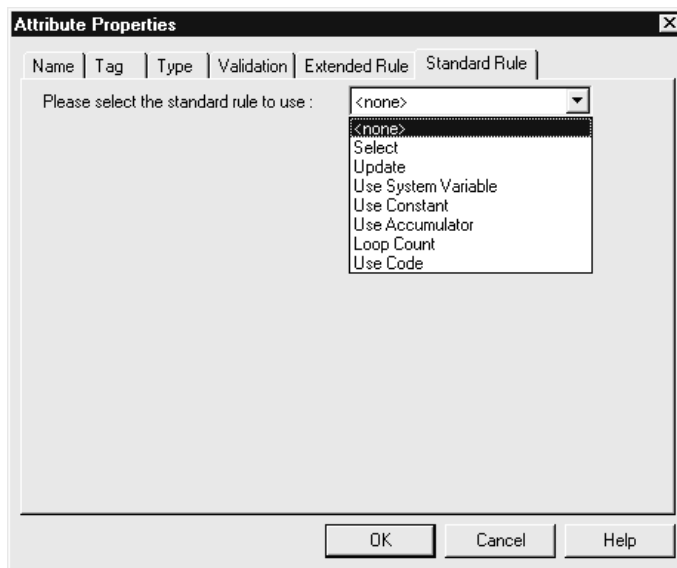 Attribute Properties
Name Tag Type Validation Extended Rule Standard Rule
Please select the standard rule to use : <none>
<none>
Select
Update
Use System Variable
Use Constant
Use Accumulator
Loop Count
Use Code
OK Cancel Help